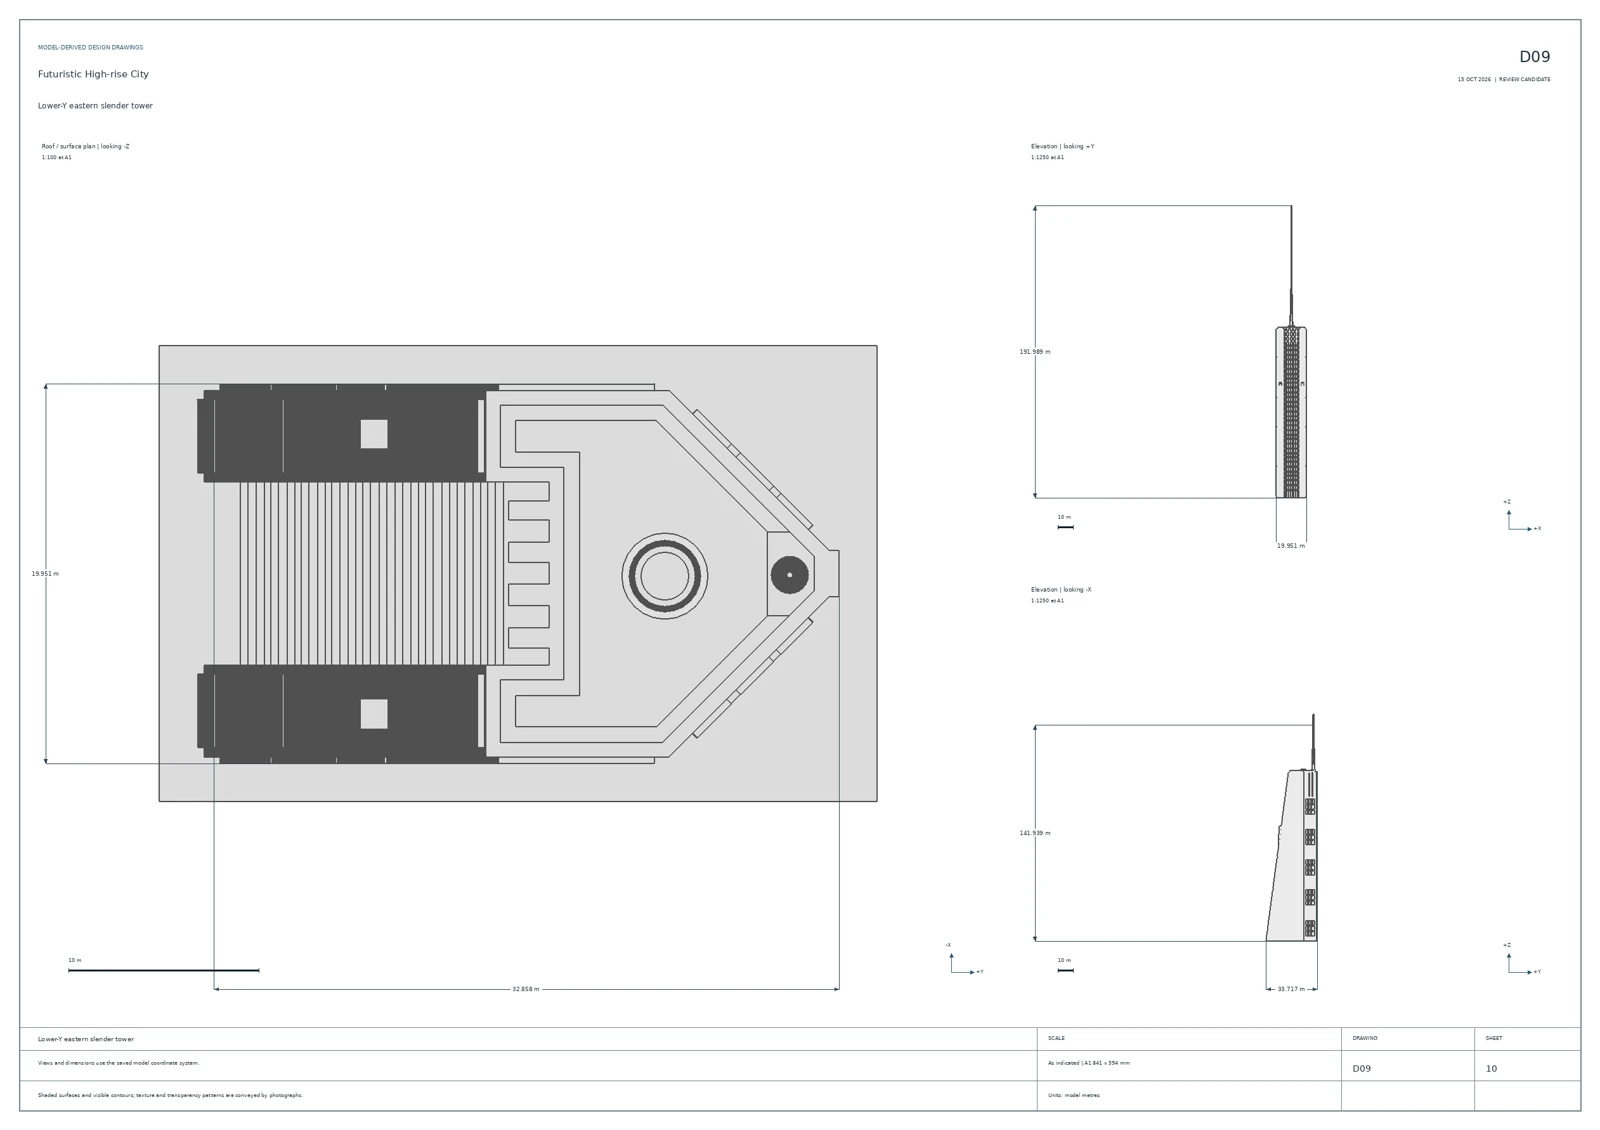 MODEL-DERIVED DESIGN DRAWINGS
Futuristic High-rise City
Lower-Y eastern slender tower
D09
15 OCT 2026 | REVIEW CANDIDATE
Roof / surface plan | looking -Z
1:100 at A1
19.951 m
32.858 m
10 m
-X
+Y
Elevation | looking +Y
1:1250 at A1
191.989 m
19.951 m
10 m
+Z
+X
Elevation | looking -X
1:1250 at A1
141.939 m
33.717 m
10 m
+Z
+Y
Lower-Y eastern slender tower
Views and dimensions use the saved model coordinate system.
Shaded surfaces and visible contours; texture and transparency patterns are conveyed by photographs.
SCALE
As indicated | A1 841 x 594 mm
Units: model metres
DRAWING
D09
SHEET
10